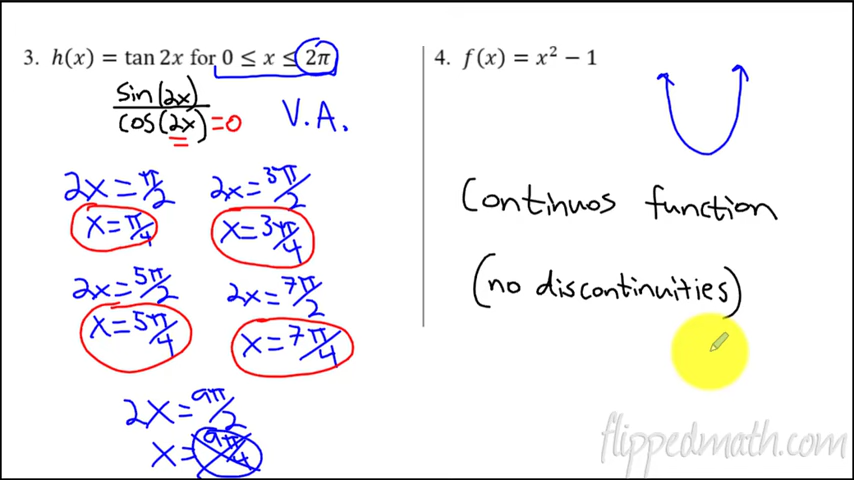 3. h(x) = tan 2x for 0 ≤ x ≤ 2π
sin(2x)
cos(2x) = 0
V.A.
2x = π/2
x = π/4
2x = 3π/2
x = 3π/4
2x = 5π/2
x = 5π/4
2x = 7π/2
x = 7π/4
2x = 9π/2
x = 9π/4
4. f(x) = x² − 1
Continuos function
(no discontinuities)
flippedmath.com